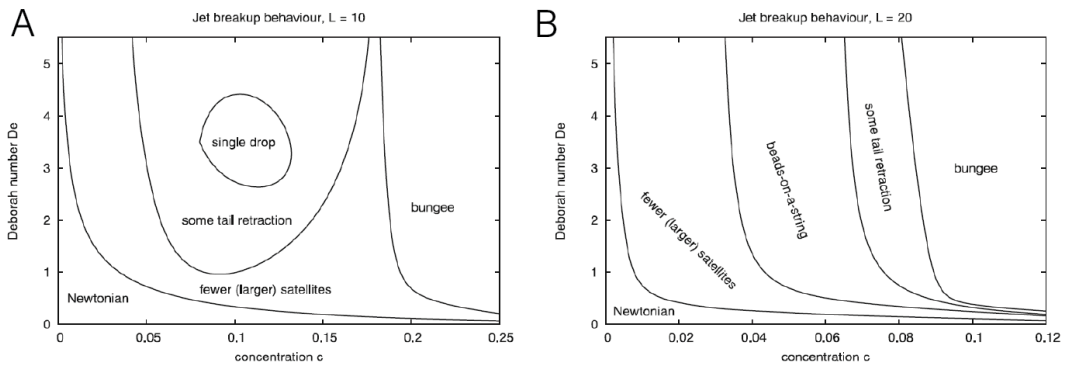 A
Jet breakup behaviour, L = 10
Deborah number De
5
4
3
2
1
0
single drop
some tail retraction
bungee
fewer (larger) satellites
Newtonian
0
0.05
0.1
0.15
0.2
0.25
concentration c
B
Jet breakup behaviour, L = 20
Deborah number De
5
4
3
2
1
0
fewer (larger) satellites
beads-on-a-string
some tail retraction
bungee
Newtonian
0
0.02
0.04
0.06
0.08
0.1
0.12
concentration c